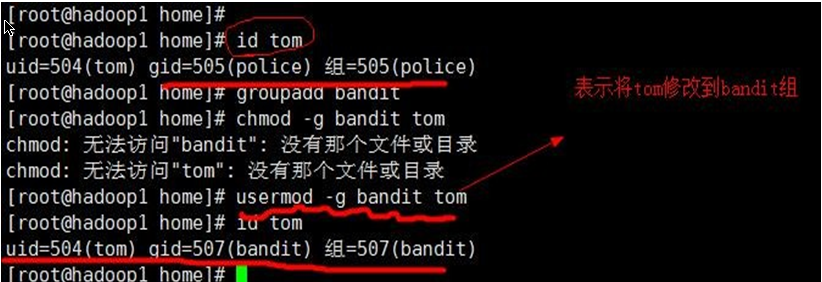 [root@hadoop1 home]#
[root@hadoop1 home]# id tom
uid=504(tom) gid=505(police) 组=505(police)
[root@hadoop1 home]# groupadd bandit
[root@hadoop1 home]# chmod -g bandit tom
chmod: 无法访问"bandit": 没有那个文件或目录
chmod: 无法访问"tom": 没有那个文件或目录
[root@hadoop1 home]# usermod -g bandit tom
[root@hadoop1 home]# id tom
uid=504(tom) gid=507(bandit) 组=507(bandit)
[root@hadoop1 home]#
表示将tom修改到bandit组